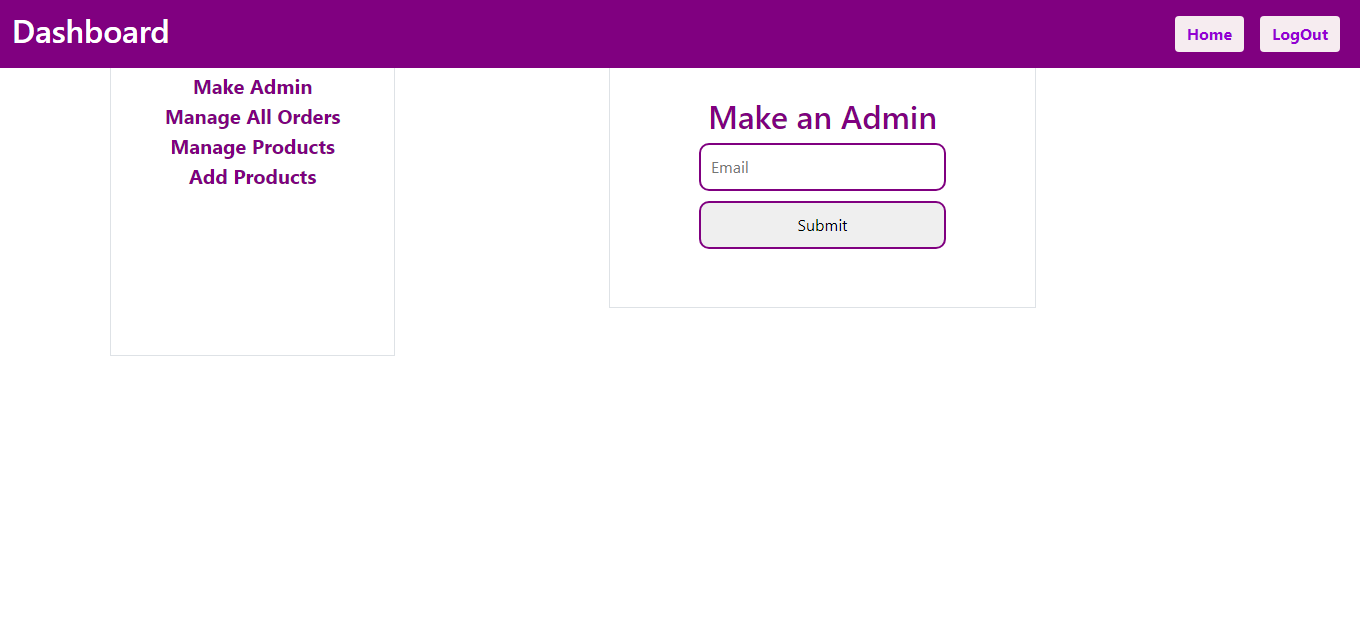 Dashboard
Home
LogOut
Make Admin
Manage All Orders
Manage Products
Add Products
Make an Admin
Email
Submit